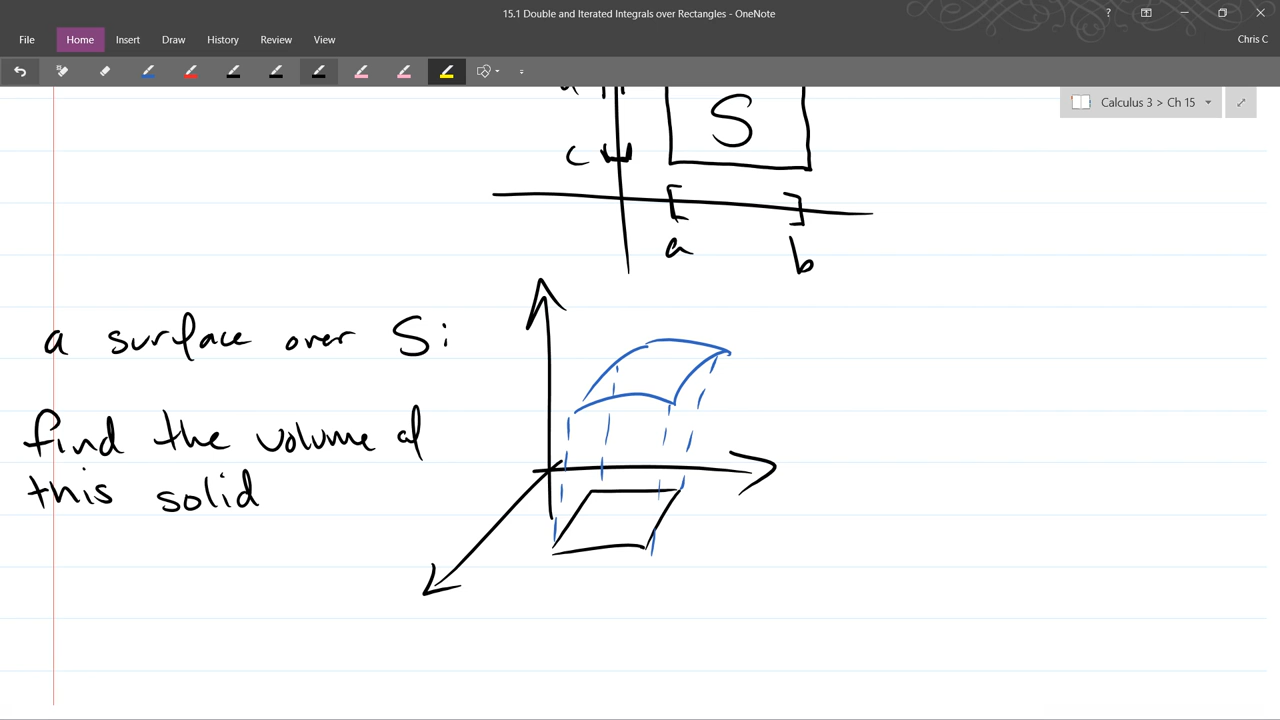 15.1 Double and Iterated Integrals over Rectangles - OneNote
?
File Home Insert Draw History Review View
Chris C
Calculus 3 > Ch 15
S
c
a
b
a surface over S:
find the volume of
this solid